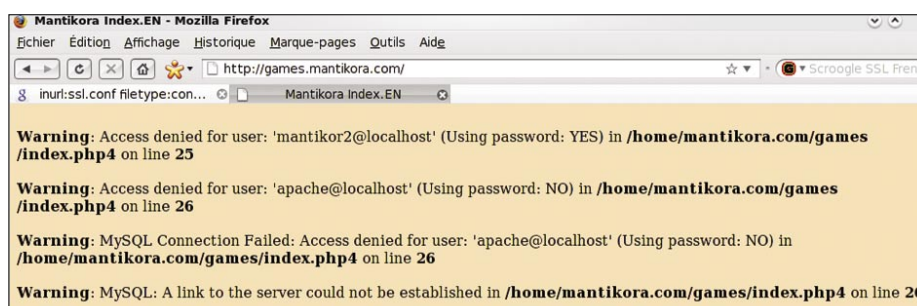 Mantikora Index.EN - Mozilla Firefox
Fichier Édition Affichage Historique Marque-pages Outils Aide
http://games.mantikora.com/ Scroogle SSL Fren
inurl:ssl.conf filetype:con... Mantikora Index.EN
Warning: Access denied for user: 'mantikor2@localhost' (Using password: YES) in /home/mantikora.com/games
/index.php4 on line 25
Warning: Access denied for user: 'apache@localhost' (Using password: NO) in /home/mantikora.com/games
/index.php4 on line 26
Warning: MySQL Connection Failed: Access denied for user: 'apache@localhost' (Using password: NO) in
/home/mantikora.com/games/index.php4 on line 26
Warning: MySQL: A link to the server could not be established in /home/mantikora.com/games/index.php4 on line